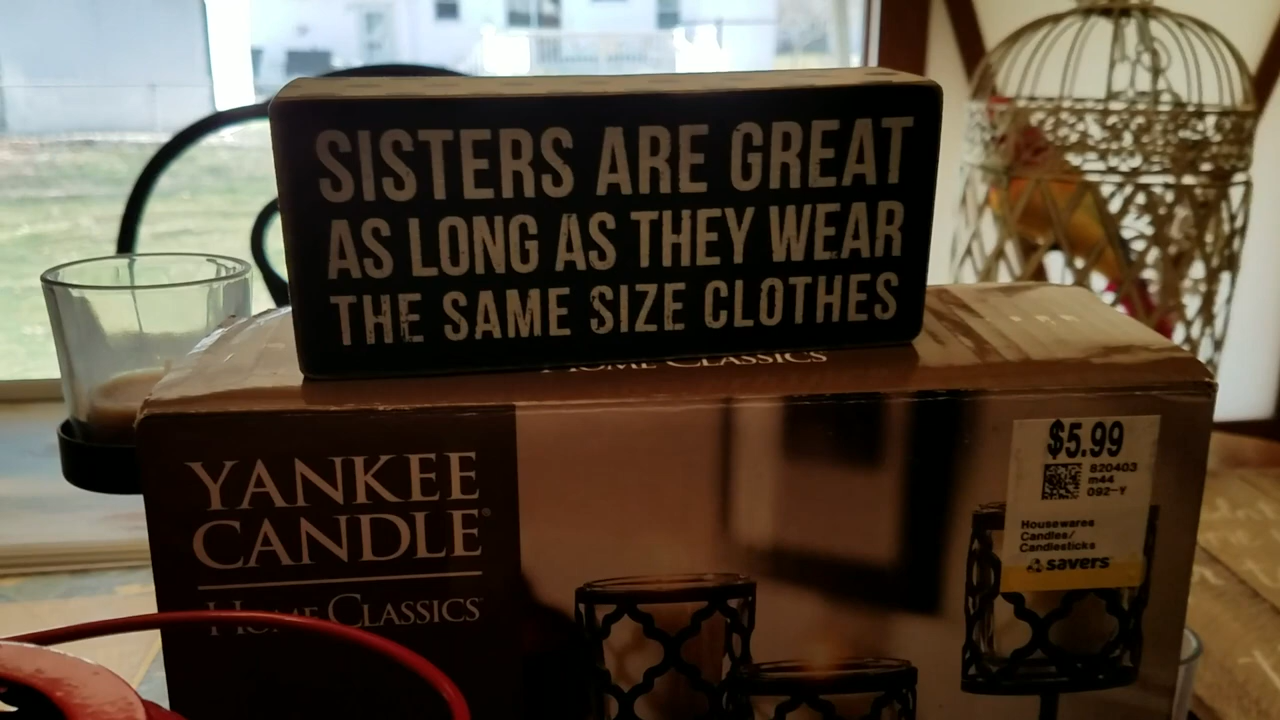 SISTERS ARE GREAT
AS LONG AS THEY WEAR
THE SAME SIZE CLOTHES
HOME CLASSICS
YANKEE
CANDLE®
HOME CLASSICS
$5.99
820403
m44
092-Y
Housewares
Candles/
Candlesticks
savers